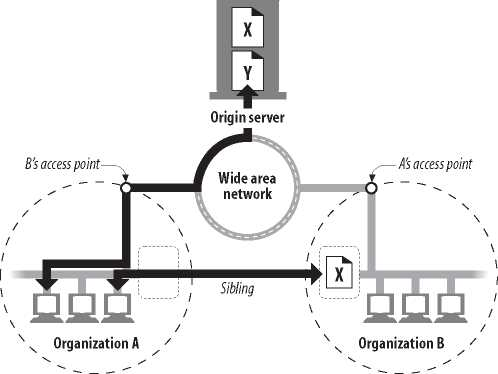 X
Y
Origin server
B's access point
A's access point
Wide area
network
X
Sibling
Organization A
Organization B